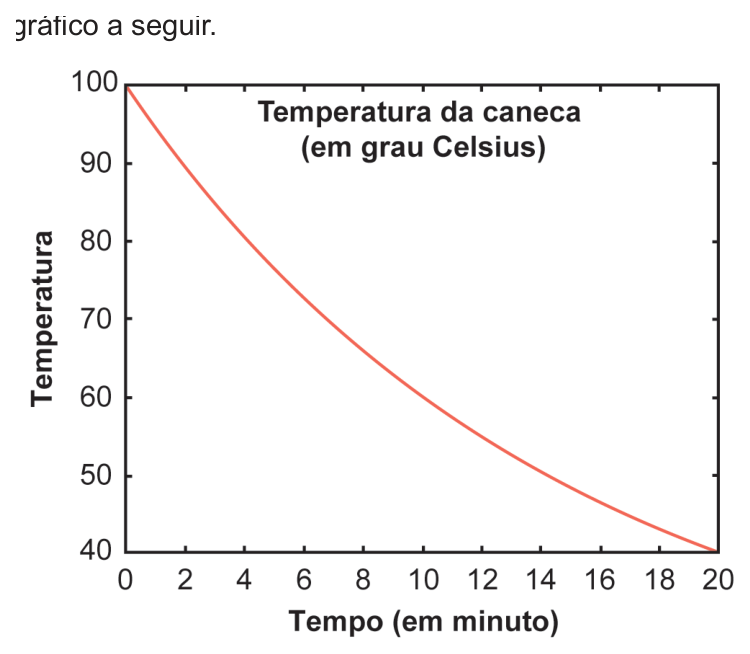 gráfico a seguir.
100
Temperatura da caneca
(em grau Celsius)
90
80
Temperatura
70
60
50
40
0 2 4 6 8 10 12 14 16 18 20
Tempo (em minuto)